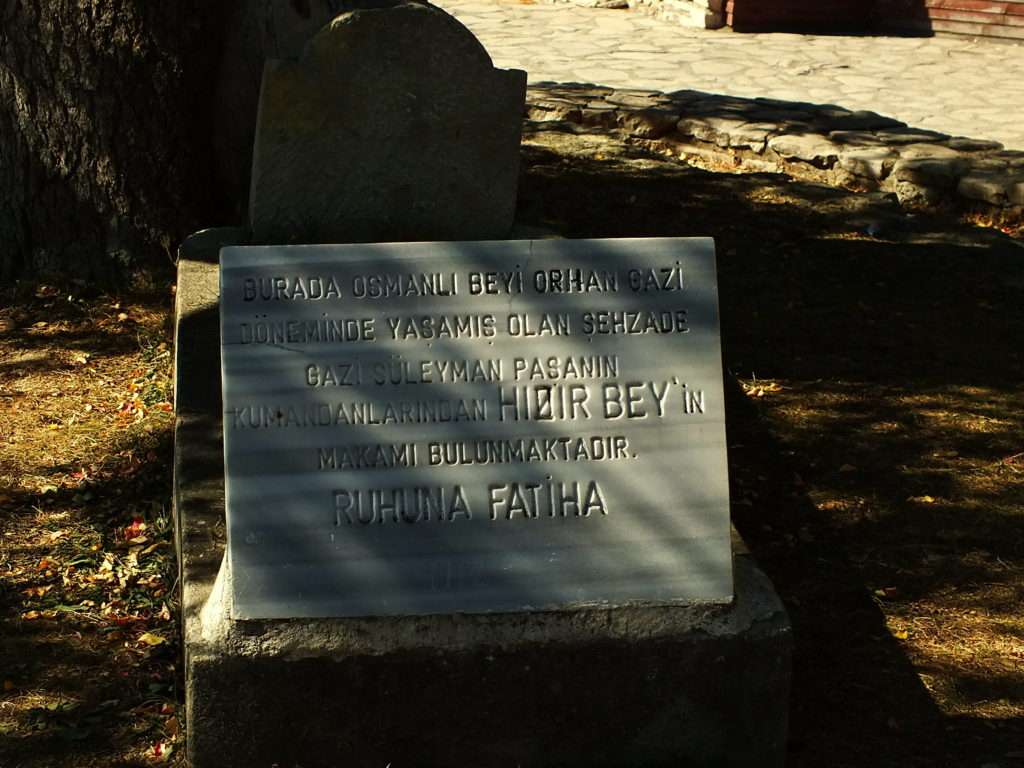 BURADA OSMANLI BEYİ ORHAN GAZİ
DÖNEMİNDE YAŞAMIŞ OLAN ŞEHZADE
GAZİ SÜLEYMAN PAŞANIN
KUMANDANLARINDAN HIZIR BEY'İN
MAKAMI BULUNMAKTADIR.
RUHUNA FATİHA